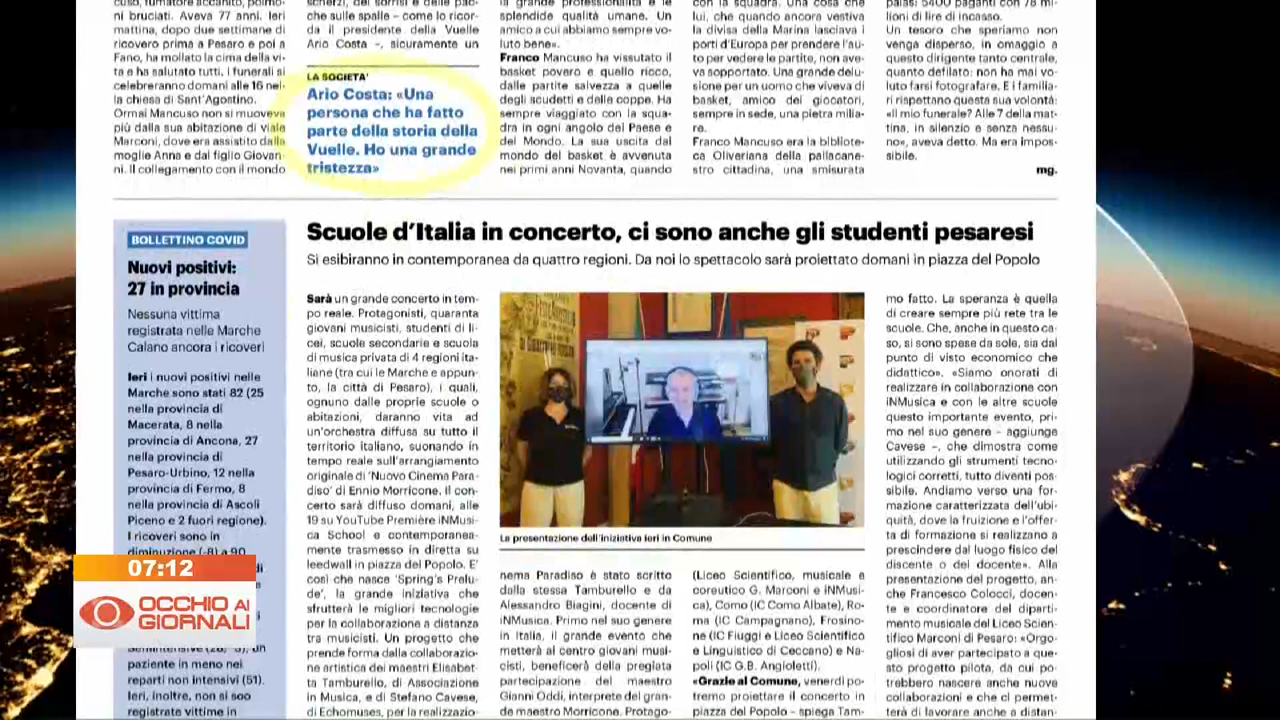 cuso, fumatore accanito, polmo-
ni bruciati. Aveva 77 anni. Ieri
mattina, dopo due settimane di
ricovero prima a Pesaro e poi a
Fano, ha mollato la cima della vi-
ta e ha salutato tutti. I funerali si
celebreranno domani alle 16 nel-
la chiesa di Sant'Agostino.
Ormai Mancuso non si muoveva
più dalla sua abitazione di viale
Marconi, dove era assistito dalla
moglie Anna e dal figlio Giovan-
ni. Il collegamento con il mondo
scherzi, dei sorrisi e delle pac-
che sulle spalle – come lo ricor-
da il presidente della Vuelle
Ario Costa –, sicuramente un
LA SOCIETA'
Ario Costa: «Una
persona che ha fatto
parte della storia della
Vuelle. Ho una grande
tristezza»
la grande professionalità e le
splendide qualità umane. Un
amico a cui abbiamo sempre vo-
luto bene».
Franco Mancuso ha vissutato il
basket povero e quello ricco,
dalle partite salvezza a quelle
degli scudetti e delle coppe. Ha
sempre viaggiato con la squa-
dra in ogni angolo del Paese e
del Mondo. La sua uscita dal
mondo del basket è avvenuta
nei primi anni Novanta, quando
con la squadra. Una cosa che
lui, che quando ancora vestiva
la divisa della Marina lasciava i
porti d'Europa per prendere l'au-
to per vedere le partite, non ave-
va sopportato. Una grande delu-
sione per un uomo che viveva di
basket, amico dei giocatori,
sempre in sede, una pietra milia-
re.
Franco Mancuso era la bibliote-
ca Oliveriana della pallacane-
stro cittadina, una smisurata
palas: 5400 paganti con 78 mi-
lioni di lire di incasso.
Un tesoro che speriamo non
venga disperso, in omaggio a
questo dirigente tanto centrale,
quanto defilato: non ha mai vo-
luto farsi fotografare. E i familia-
ri rispettano questa sua volontà:
«Il mio funerale? Alle 7 della mat-
tina, in silenzio e senza nessu-
no», aveva detto. Ma era impos-
sibile.
mg.
BOLLETTINO COVID
Nuovi positivi:
27 in provincia
Nessuna vittima
registrata nelle Marche
Calano ancora i ricoveri
Ieri i nuovi positivi nelle
Marche sono stati 82 (25
nella provincia di
Macerata, 8 nella
provincia di Ancona, 27
nella provincia di
Pesaro-Urbino, 12 nella
provincia di Fermo, 8
nella provincia di Ascoli
Piceno e 2 fuori regione).
I ricoveri sono in
diminuzione (-8) a 90
paziente in meno nei
reparti non intensivi (51).
Ieri, inoltre, non si soo
registrate vittime in
Scuole d'Italia in concerto, ci sono anche gli studenti pesaresi
Si esibiranno in contemporanea da quattro regioni. Da noi lo spettacolo sarà proiettato domani in piazza del Popolo
Sarà un grande concerto in tem-
po reale. Protagonisti, quaranta
giovani musicisti, studenti di li-
cei, scuole secondarie e scuola
di musica privata di 4 regioni ita-
liane (tra cui le Marche e appun-
to, la città di Pesaro), i quali,
ognuno dalle proprie scuole o
abitazioni, daranno vita ad
un'orchestra diffusa su tutto il
territorio italiano, suonando in
tempo reale sull'arrangiamento
originale di 'Nuovo Cinema Para-
diso' di Ennio Morricone. Il con-
certo sarà diffuso domani, alle
19 su YouTube Première iNMusi-
ca School e contemporanea-
mente trasmesso in diretta su
leedwall in piazza del Popolo. E'
così che nasce 'Spring's Prelu-
de', la grande iniziativa che
sfrutterà le migliori tecnologie
per la collaborazione a distanza
tra musicisti. Un progetto che
prende forma dalla collaborazio-
ne artistica dei maestri Elisabet-
ta Tamburello, di Associazione
in Musica, e di Stefano Cavese,
di Echomuses, per la realizzazio-
La presentazione dell'iniziativa ieri in Comune
nema Paradiso è stato scritto
dalla stessa Tamburello e da
Alessandro Biagini, docente di
iNMusica. Primo nel suo genere
in Italia, il grande evento che
metterà al centro giovani musi-
cisti, beneficerà della pregiata
partecipazione del maestro
Gianni Oddi, interprete del gran-
de maestro Morricone. Protago-
(Liceo Scientifico, musicale e
coreutico G. Marconi e iNMusi-
ca), Como (IC Como Albate), Ro-
ma (IC Campagnano), Frosino-
ne (IC Fiuggi e Liceo Scientifico
e Linguistico di Ceccano) e Na-
poli (IC G.B. Angioletti).
«Grazie al Comune, venerdì po-
tremo proiettare il concerto in
piazza del Popolo – spiega Tam-
mo fatto. La speranza è quella
di creare sempre più rete tra le
scuole. Che, anche in questo ca-
so, si sono spese da sole, sia dal
punto di visto economico che
didattico». «Siamo onorati di
realizzare in collaborazione con
iNMusica e con le altre scuole
questo importante evento, pri-
mo nel suo genere – aggiunge
Cavese –, che dimostra come
utilizzando gli strumenti tecno-
logici corretti, tutto diventi pos-
sibile. Andiamo verso una for-
mazione caratterizzata dell'ubi-
quità, dove la fruizione e l'offer-
ta di formazione si realizzano a
prescindere dal luogo fisico del
discente o del docente». Alla
presentazione del progetto, an-
che Francesco Colocci, docen-
te e coordinatore del diparti-
mento musicale del Liceo Scien-
tifico Marconi di Pesaro: «Orgo-
gliosi di aver partecipato a que-
sto progetto pilota, da cui po-
trebbero nascere anche nuove
collaborazioni e che ci permet-
terà di lavorare anche a distan-
07:12
OCCHIO AI
GIORNALI